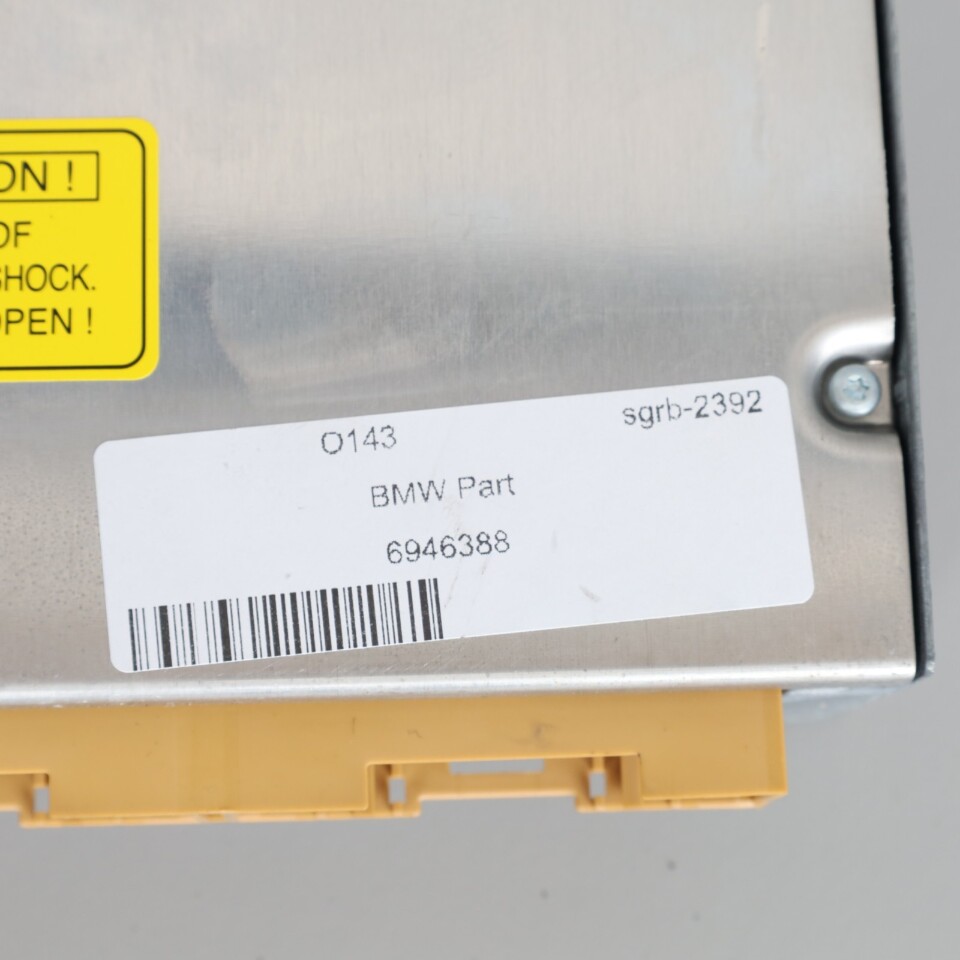 ON !
OF
SHOCK.
OPEN !
O143
sgrb-2392
BMW Part
6946388